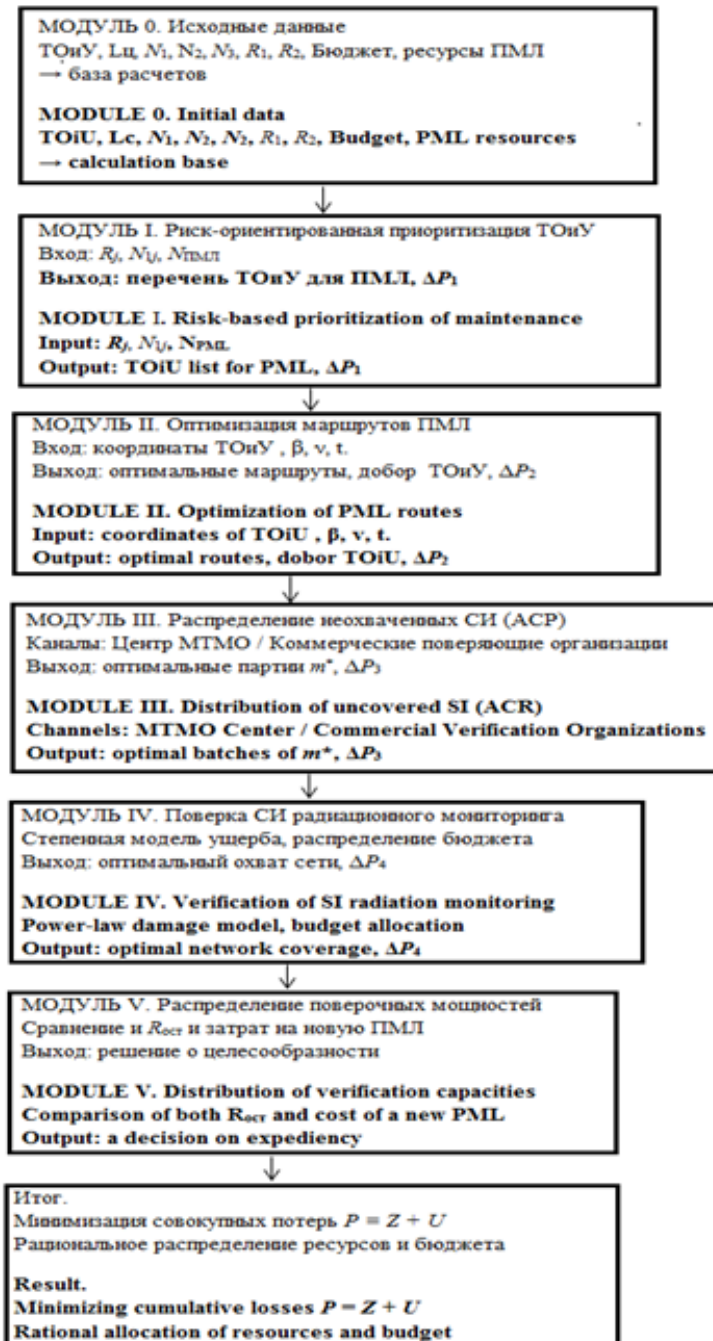 МОДУЛЬ 0. Исходные данные
ТОиУ, Lц, N₁, N₂, N₃, R₁, R₂, Бюджет, ресурсы ПМЛ
→ база расчетов
MODULE 0. Initial data
TOiU, Lc, N₁, N₂, N₂, R₁, R₂, Budget, PML resources
→ calculation base
МОДУЛЬ I. Риск-ориентированная приоритизация ТОиУ
Вход: Rⱼ, N₁ⱼ, Nпмл
Выход: перечень ТОиУ для ПМЛ, ΔP₁
MODULE I. Risk-based prioritization of maintenance
Input: Rⱼ, N₁ⱼ, NPML
Output: TOiU list for PML, ΔP₁
МОДУЛЬ II. Оптимизация маршрутов ПМЛ
Вход: координаты ТОиУ , β, v, t.
Выход: оптимальные маршруты, добор ТОиУ, ΔP₂
MODULE II. Optimization of PML routes
Input: coordinates of TOiU , β, v, t.
Output: optimal routes, dobor TOiU, ΔP₂
МОДУЛЬ III. Распределение неохваченных СИ (АСР)
Каналы: Центр МТМО / Коммерческие поверяющие организации
Выход: оптимальные партии m*, ΔP₃
MODULE III. Distribution of uncovered SI (ACR)
Channels: MTMO Center / Commercial Verification Organizations
Output: optimal batches of m*, ΔP₃
МОДУЛЬ IV. Поверка СИ радиационного мониторинга
Степенная модель ущерба, распределение бюджета
Выход: оптимальный охват сети, ΔP₄
MODULE IV. Verification of SI radiation monitoring
Power-law damage model, budget allocation
Output: optimal network coverage, ΔP₄
МОДУЛЬ V. Распределение поверочных мощностей
Сравнение и Rост и затрат на новую ПМЛ
Выход: решение о целесообразности
MODULE V. Distribution of verification capacities
Comparison of both Rост and cost of a new PML
Output: a decision on expediency
Итог.
Минимизация совокупных потерь P = Z + U
Рациональное распределение ресурсов и бюджета
Result.
Minimizing cumulative losses P = Z + U
Rational allocation of resources and budget